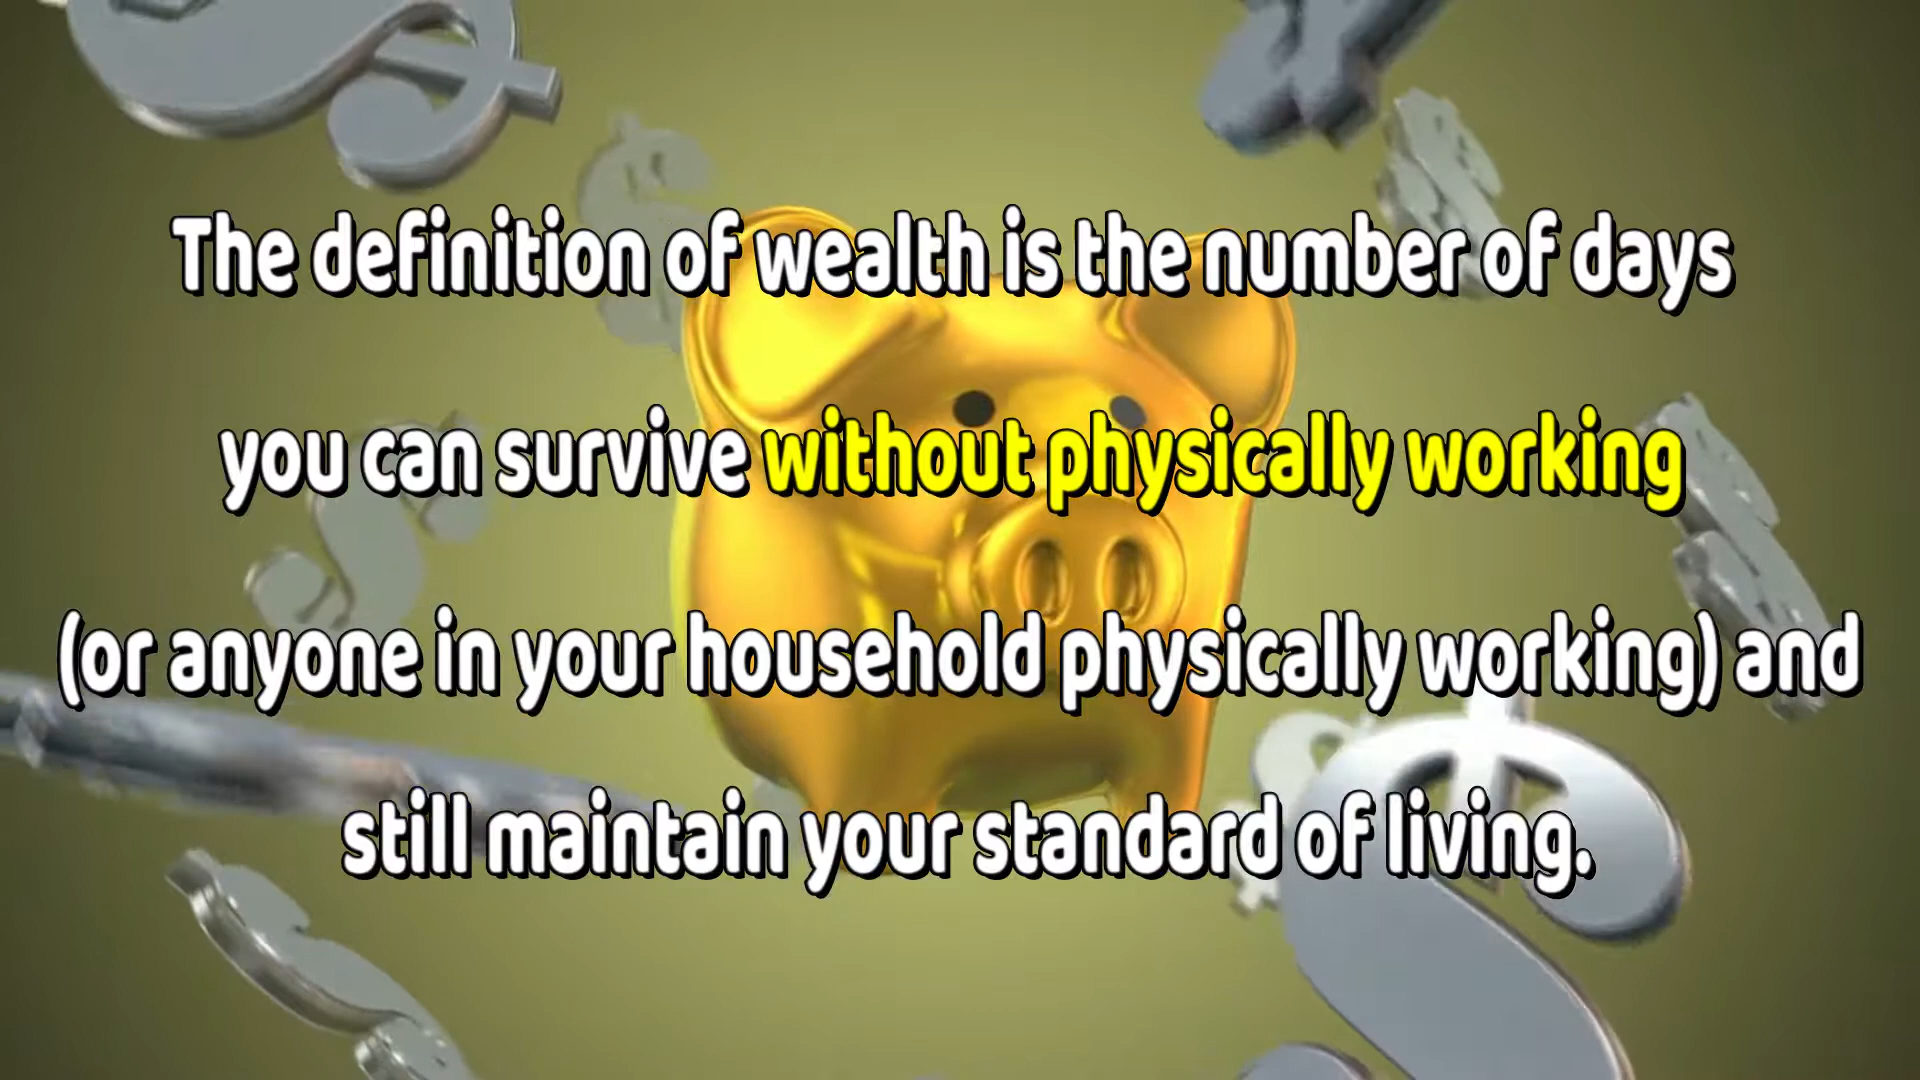 The definition of wealth is the number of days
you can survive without physically working
(or anyone in your household physically working) and
still maintain your standard of living.